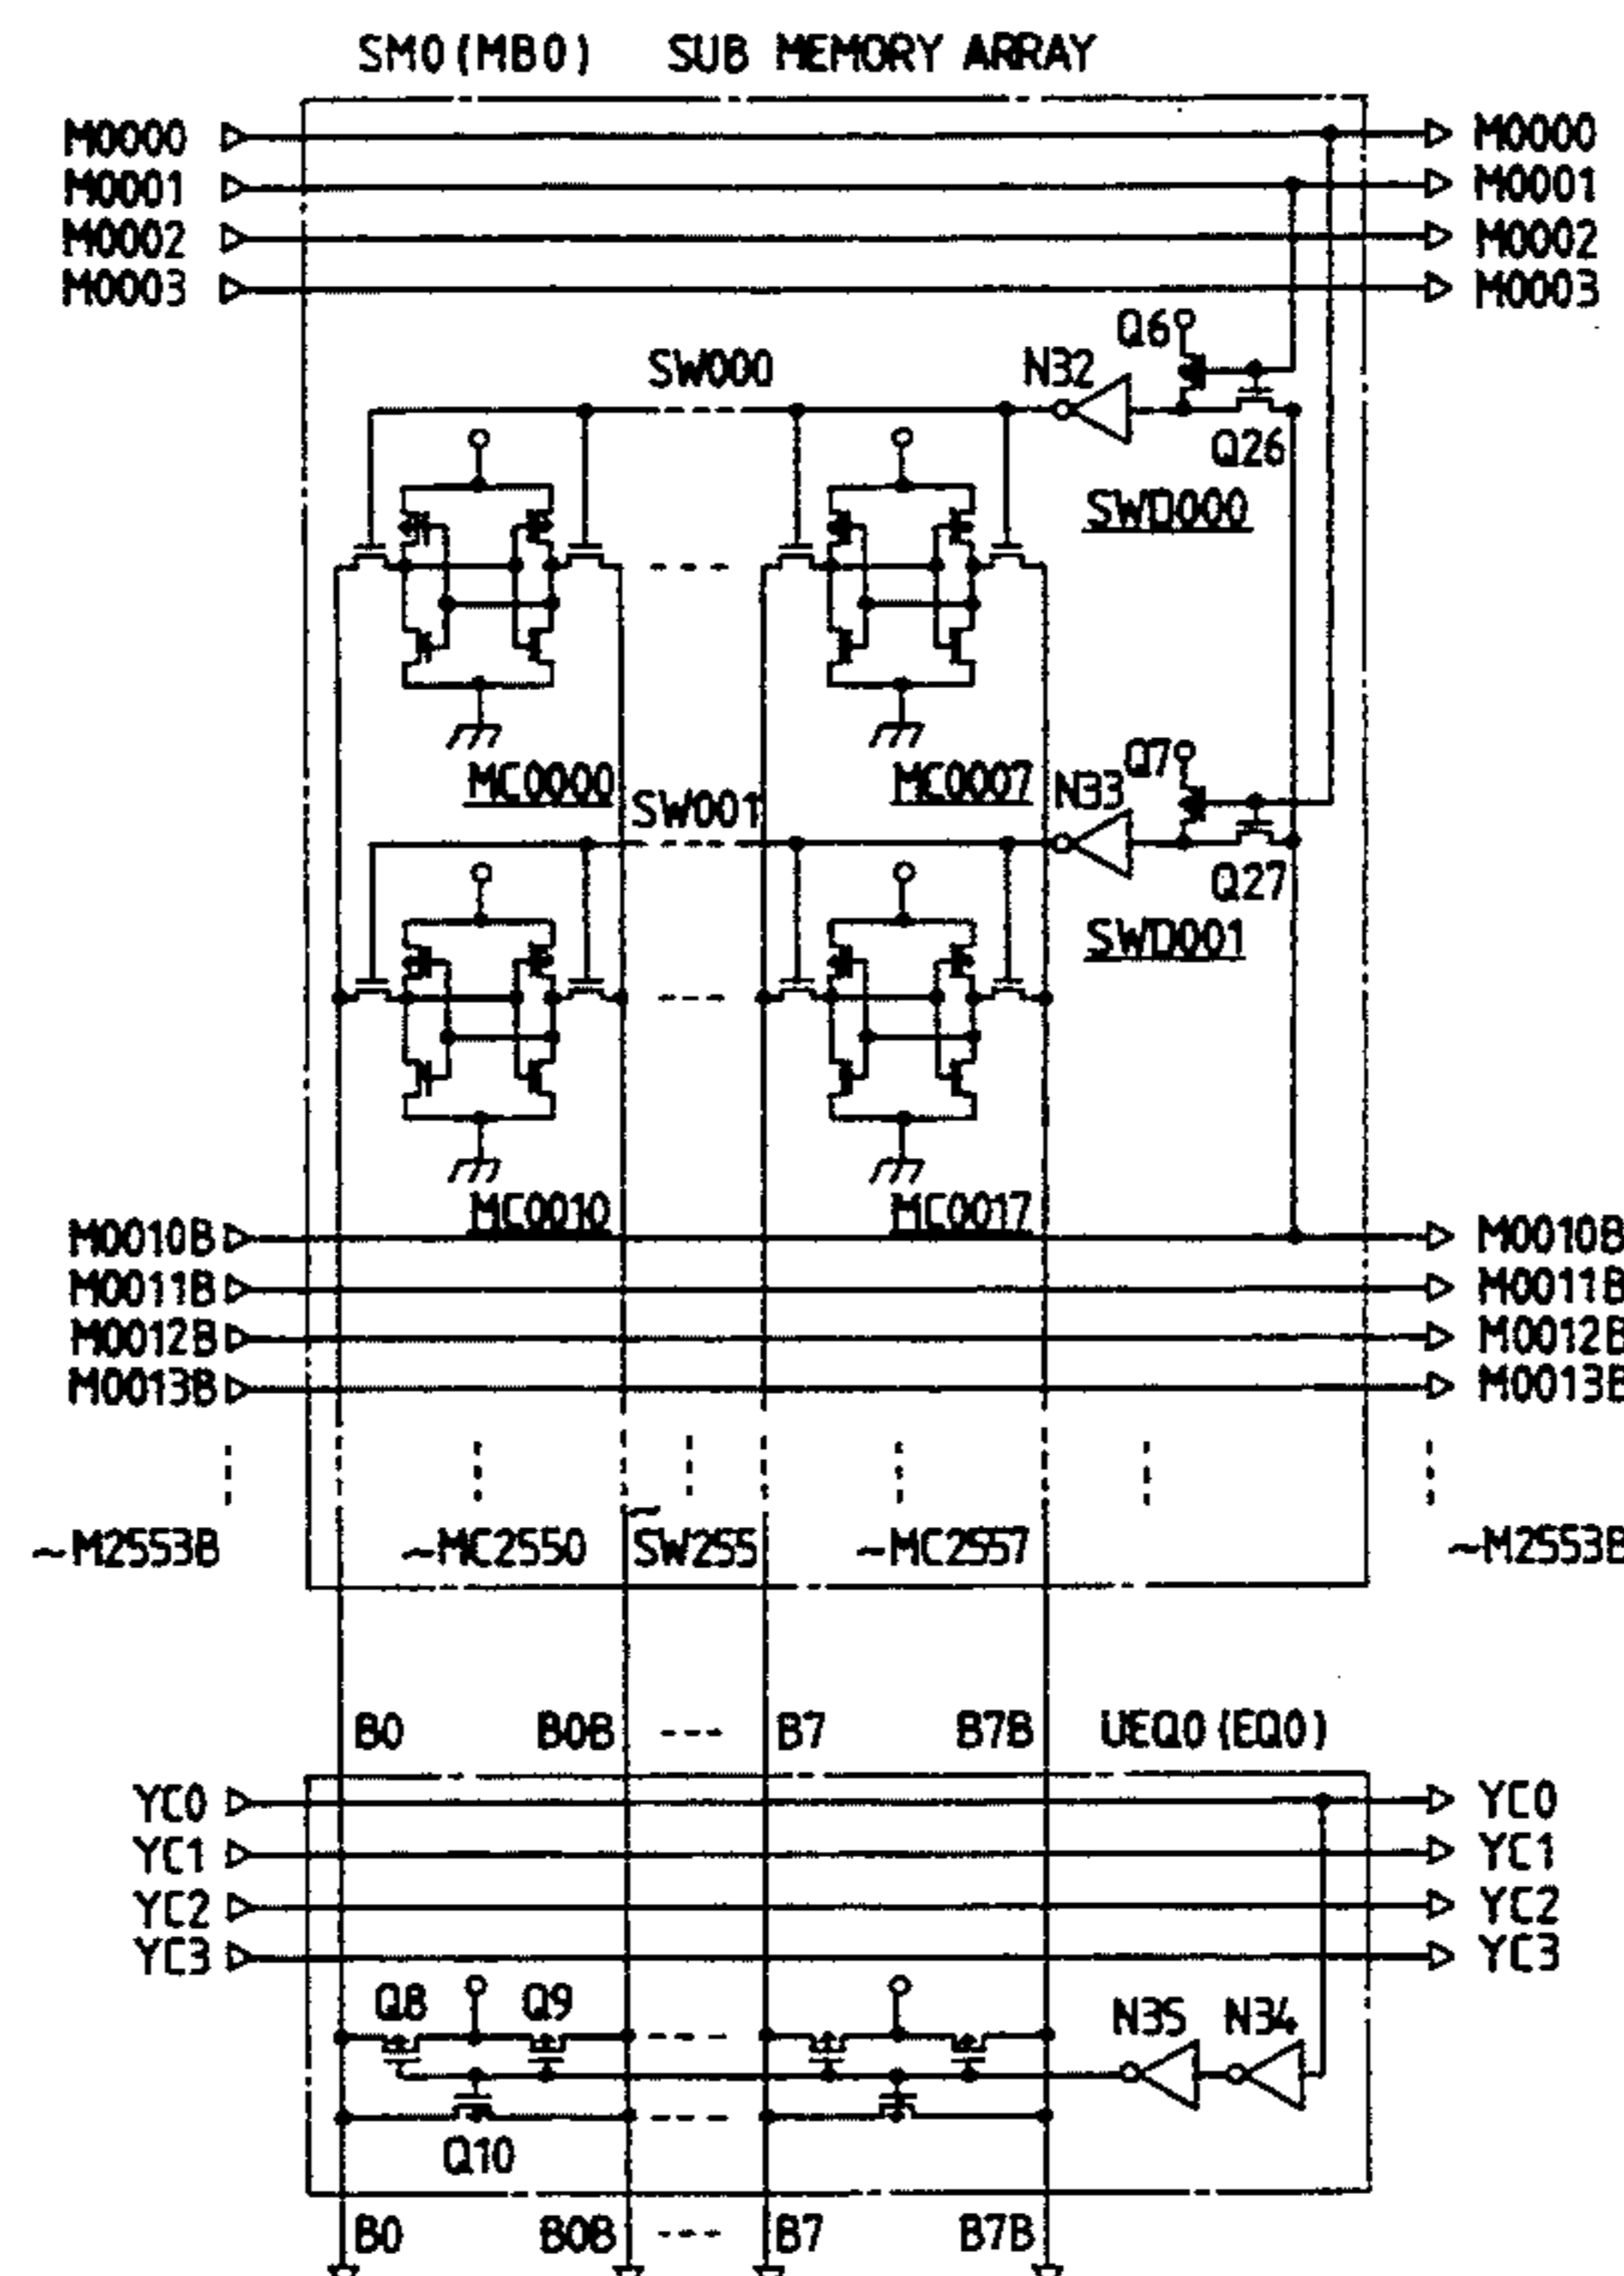 SM0(MB0) SUB MEMORY ARRAY
M0000 M0000
M0001 M0001
M0002 M0002
M0003 M0003
Q6
SW000 N32
Q26
SWD000
MC0000 MC0007 N33 Q7
SW001
Q27
SWD001
MC0010 MC0017
M0010B M0010B
M0011B M0011B
M0012B M0012B
M0013B M0013B
~M2553B ~MC2550 ~SW255 ~MC2557 ~M2553B
B0 B0B B7 B7B UEQ0(EQ0)
YC0 YC0
YC1 YC1
YC2 YC2
YC3 YC3
Q8 Q9 N35 N34
Q10
B0 B0B B7 B7B